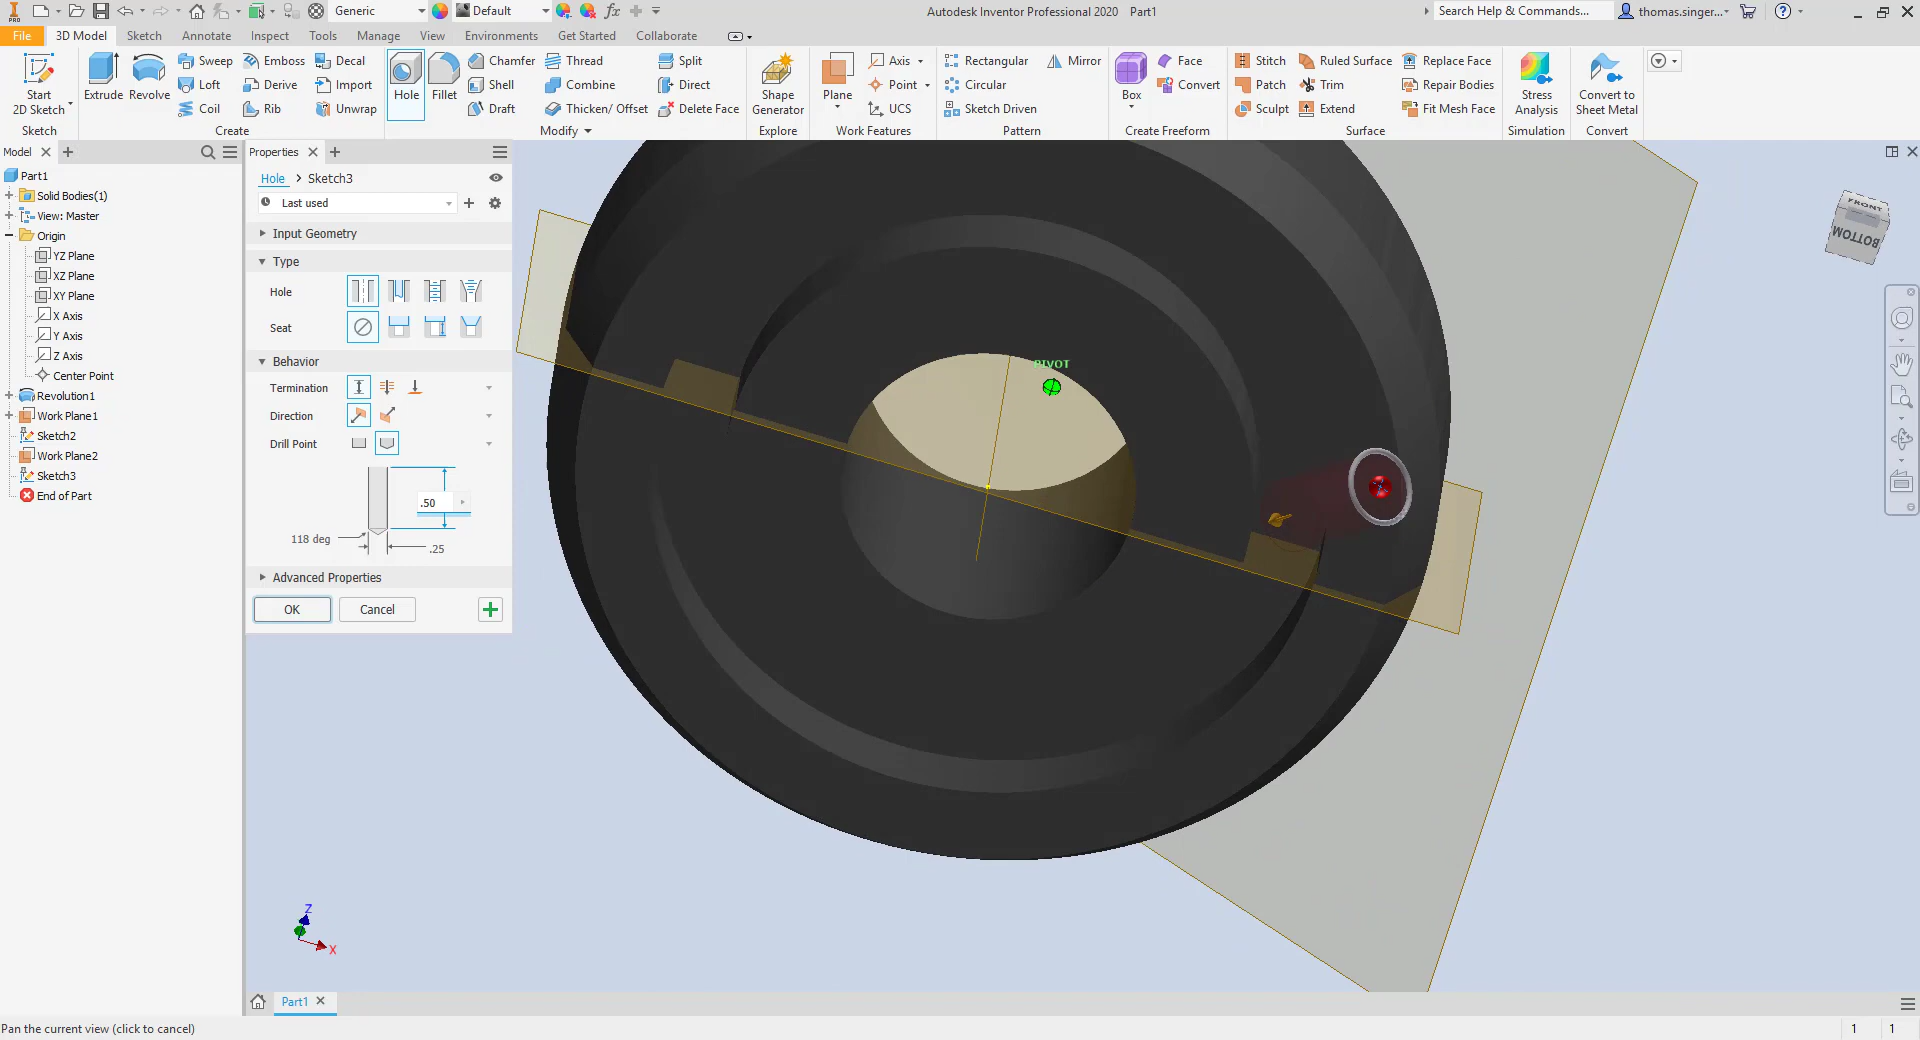 Generic
Default
fx
Autodesk Inventor Professional 2020 Part1
Search Help & Commands...
thomas.singer...
PRO
File
3D Model
Sketch
Annotate
Inspect
Tools
Manage
View
Environments
Get Started
Collaborate
Start
2D Sketch
Extrude
Revolve
Sweep
Loft
Coil
Emboss
Derive
Rib
Decal
Import
Unwrap
Hole
Fillet
Chamfer
Shell
Draft
Thread
Combine
Thicken/ Offset
Split
Direct
Delete Face
Shape
Generator
Plane
Axis
Point
UCS
Rectangular
Circular
Sketch Driven
Mirror
Box
Face
Convert
Stitch
Patch
Sculpt
Ruled Surface
Trim
Extend
Replace Face
Repair Bodies
Fit Mesh Face
Stress
Analysis
Convert to
Sheet Metal
Sketch
Create
Modify
Explore
Work Features
Pattern
Create Freeform
Surface
Simulation
Convert
Model
Part1
Solid Bodies(1)
View: Master
Origin
YZ Plane
XZ Plane
XY Plane
X Axis
Y Axis
Z Axis
Center Point
Revolution1
Work Plane1
Sketch2
Work Plane2
Sketch3
End of Part
Properties
Hole > Sketch3
Last used
Input Geometry
Type
Hole
Seat
Behavior
Termination
Direction
Drill Point
.50
118 deg
.25
Advanced Properties
OK
Cancel
PIVOT
FRONT
BOTTOM
Z
X
Part1
Pan the current view (click to cancel)
1 1